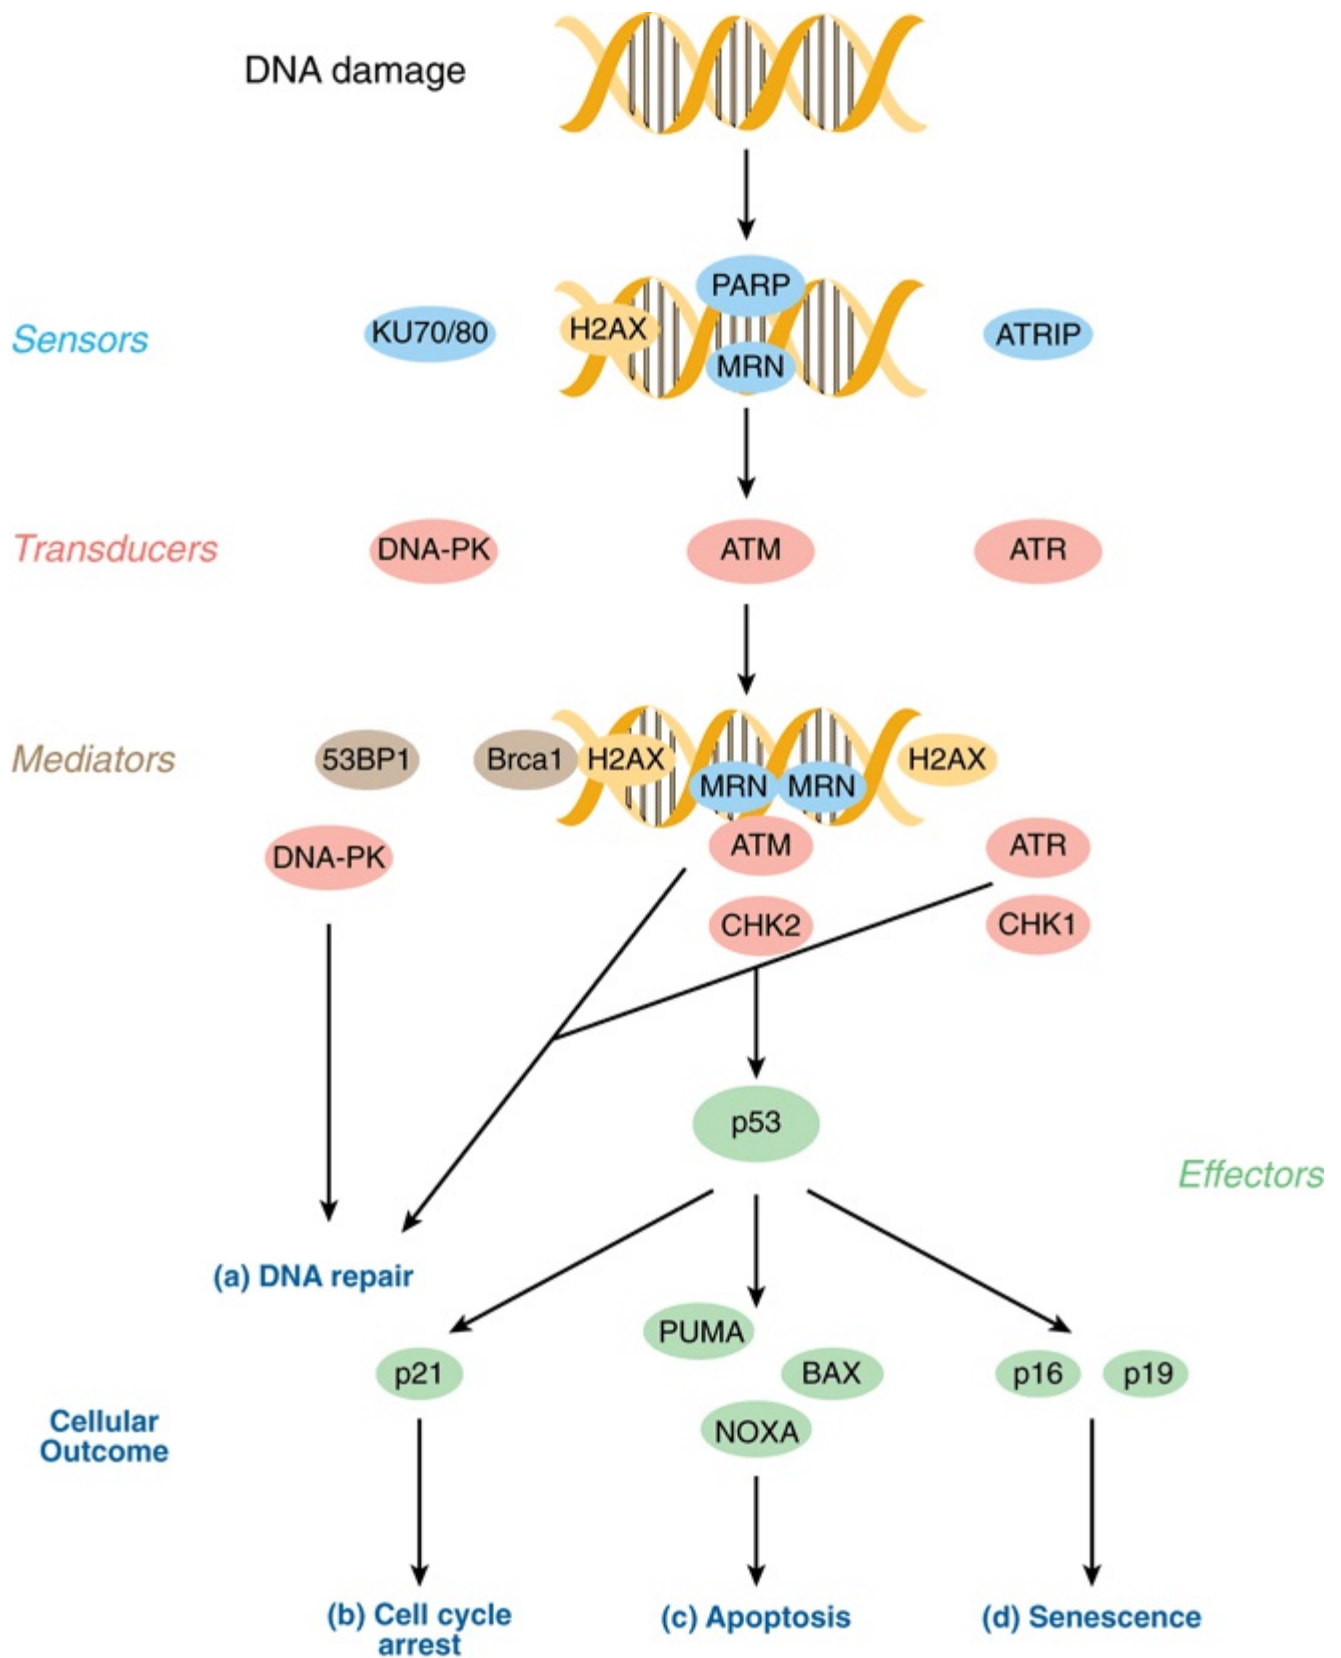 DNA damage
PARP
Sensors
KU70/80
H2AX
ATRIP
MRN
Transducers
DNA-PK
ATM
ATR
Mediators
53BP1
Brca1
H2AX
H2AX
MRN
MRN
DNA-PK
ATM
ATR
CHK2
CHK1
p53
Effectors
(a) DNA repair
PUMA
p21
BAX
p16
p19
NOXA
Cellular
Outcome
(b) Cell cycle
arrest
(c) Apoptosis
(d) Senescence